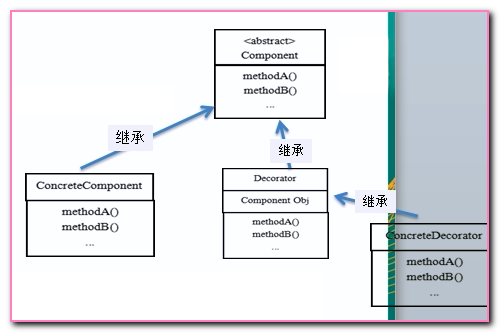 <abstract>
Component
methodA()
methodB()
...
继承
继承
ConcreteComponent
methodA()
methodB()
...
Decorator
Component Obj
methodA()
methodB()
...
继承
ConcreteDecorator
methodA()
methodB()
...